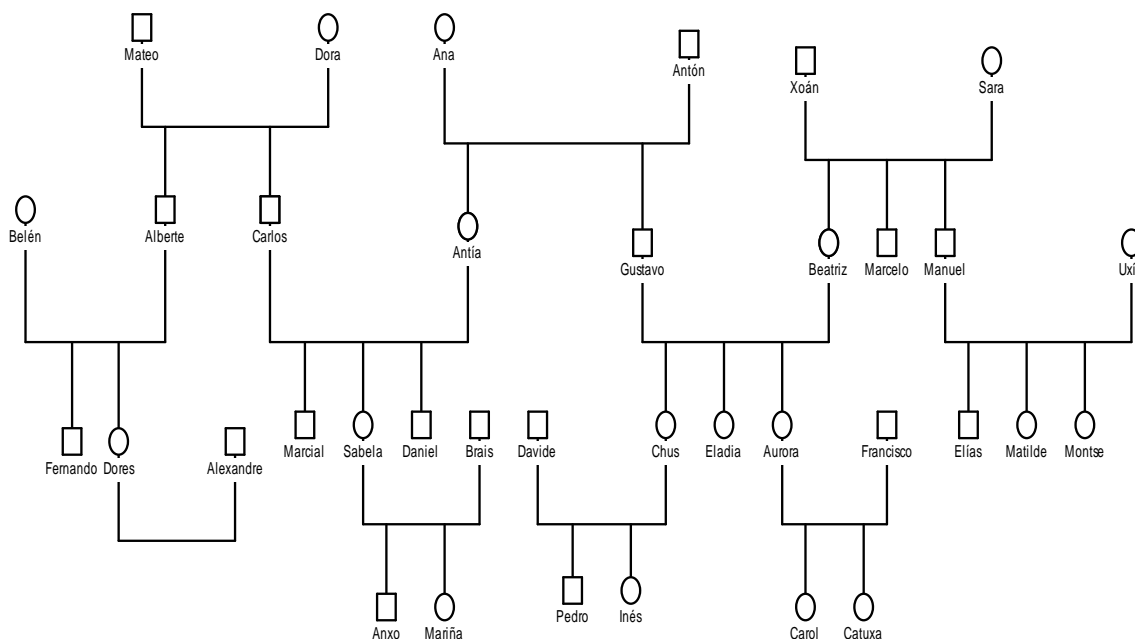 Mateo
Dora
Ana
Antón
Xoán
Sara
Belén
Alberte
Carlos
Antía
Gustavo
Beatriz
Marcelo
Manuel
Uxí
Fernando
Dores
Alexandre
Marcial
Sabela
Daniel
Brais
Davide
Chus
Eladia
Aurora
Francisco
Elías
Matilde
Montse
Anxo
Mariña
Pedro
Inés
Carol
Catuxa